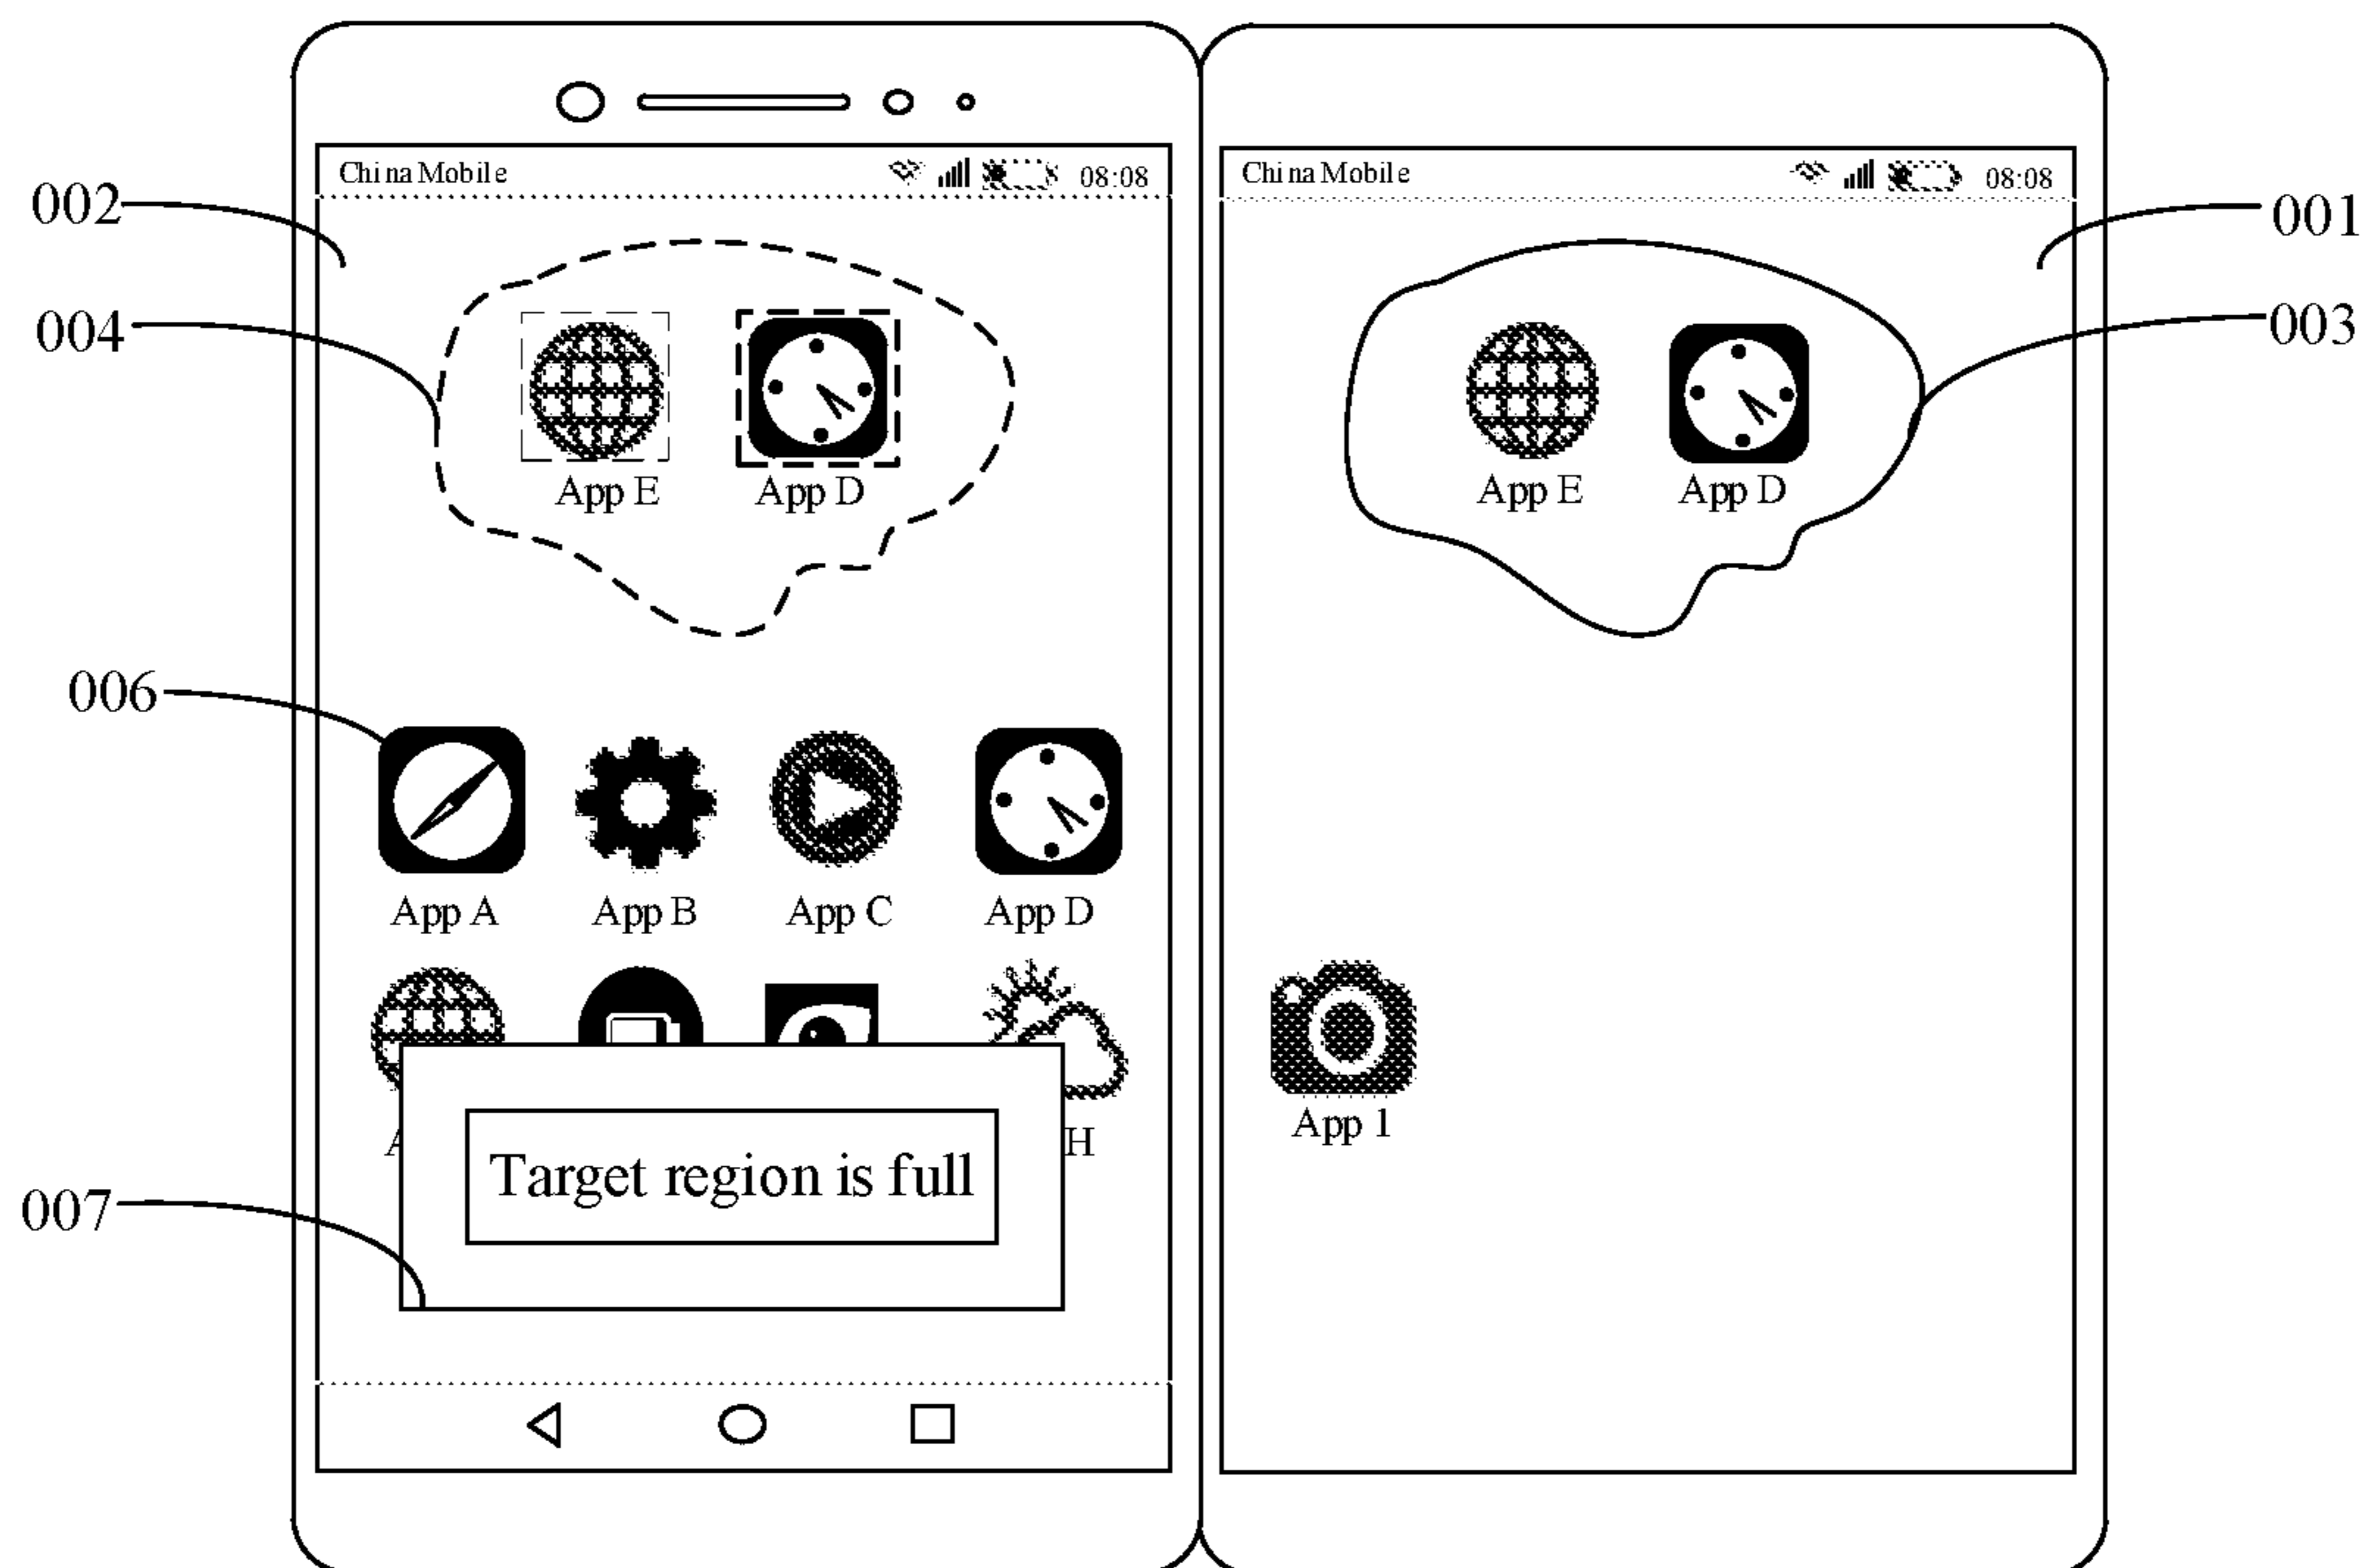 China Mobile 08:08
China Mobile 08:08
002
001
004
003
App E App D
App E App D
006
App A App B App C App D
App 1
A
H
Target region is full
007